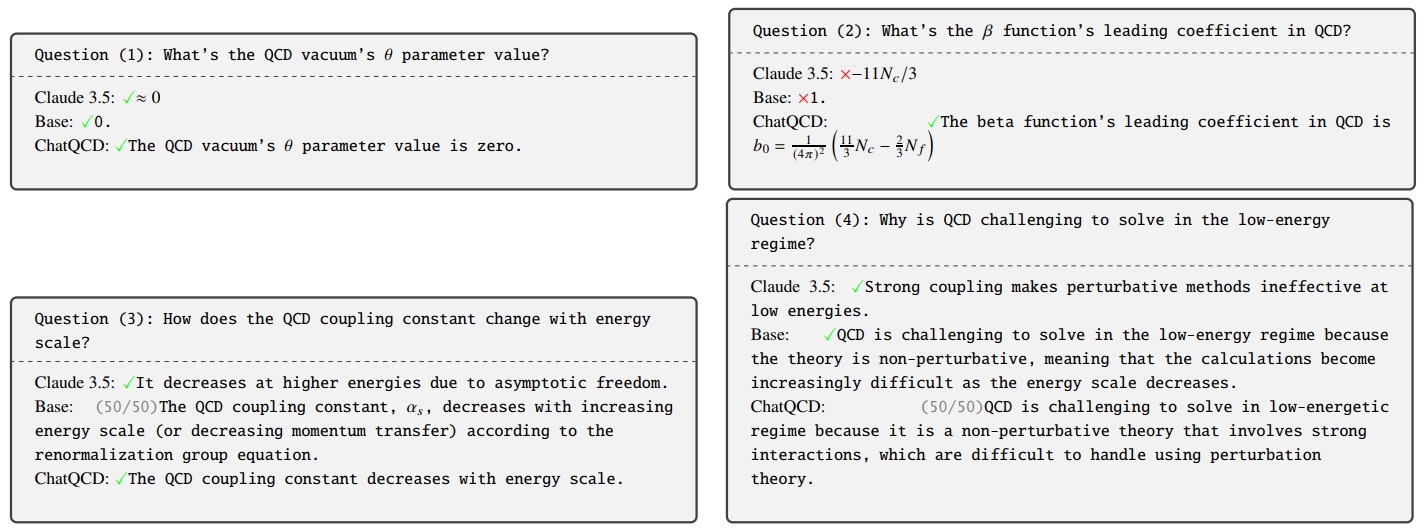 Question (1): What's the QCD vacuum's θ parameter value?
Claude 3.5: ✓≈ 0
Base: ✓0.
ChatQCD: ✓The QCD vacuum's θ parameter value is zero.
Question (2): What's the β function's leading coefficient in QCD?
Claude 3.5: ×−11N_c/3
Base: ×1.
ChatQCD: ✓The beta function's leading coefficient in QCD is
b_0 = \frac{1}{(4π)^2} \left( \frac{11}{3}N_c − \frac{2}{3}N_f \right)
Question (3): How does the QCD coupling constant change with energy
scale?
Claude 3.5: ✓It decreases at higher energies due to asymptotic freedom.
Base: (50/50)The QCD coupling constant, α_s, decreases with increasing
energy scale (or decreasing momentum transfer) according to the
renormalization group equation.
ChatQCD: ✓The QCD coupling constant decreases with energy scale.
Question (4): Why is QCD challenging to solve in the low-energy
regime?
Claude 3.5: ✓Strong coupling makes perturbative methods ineffective at
low energies.
Base: ✓QCD is challenging to solve in the low-energy regime because
the theory is non-perturbative, meaning that the calculations become
increasingly difficult as the energy scale decreases.
ChatQCD: (50/50)QCD is challenging to solve in low-energetic
regime because it is a non-perturbative theory that involves strong
interactions, which are difficult to handle using perturbation
theory.